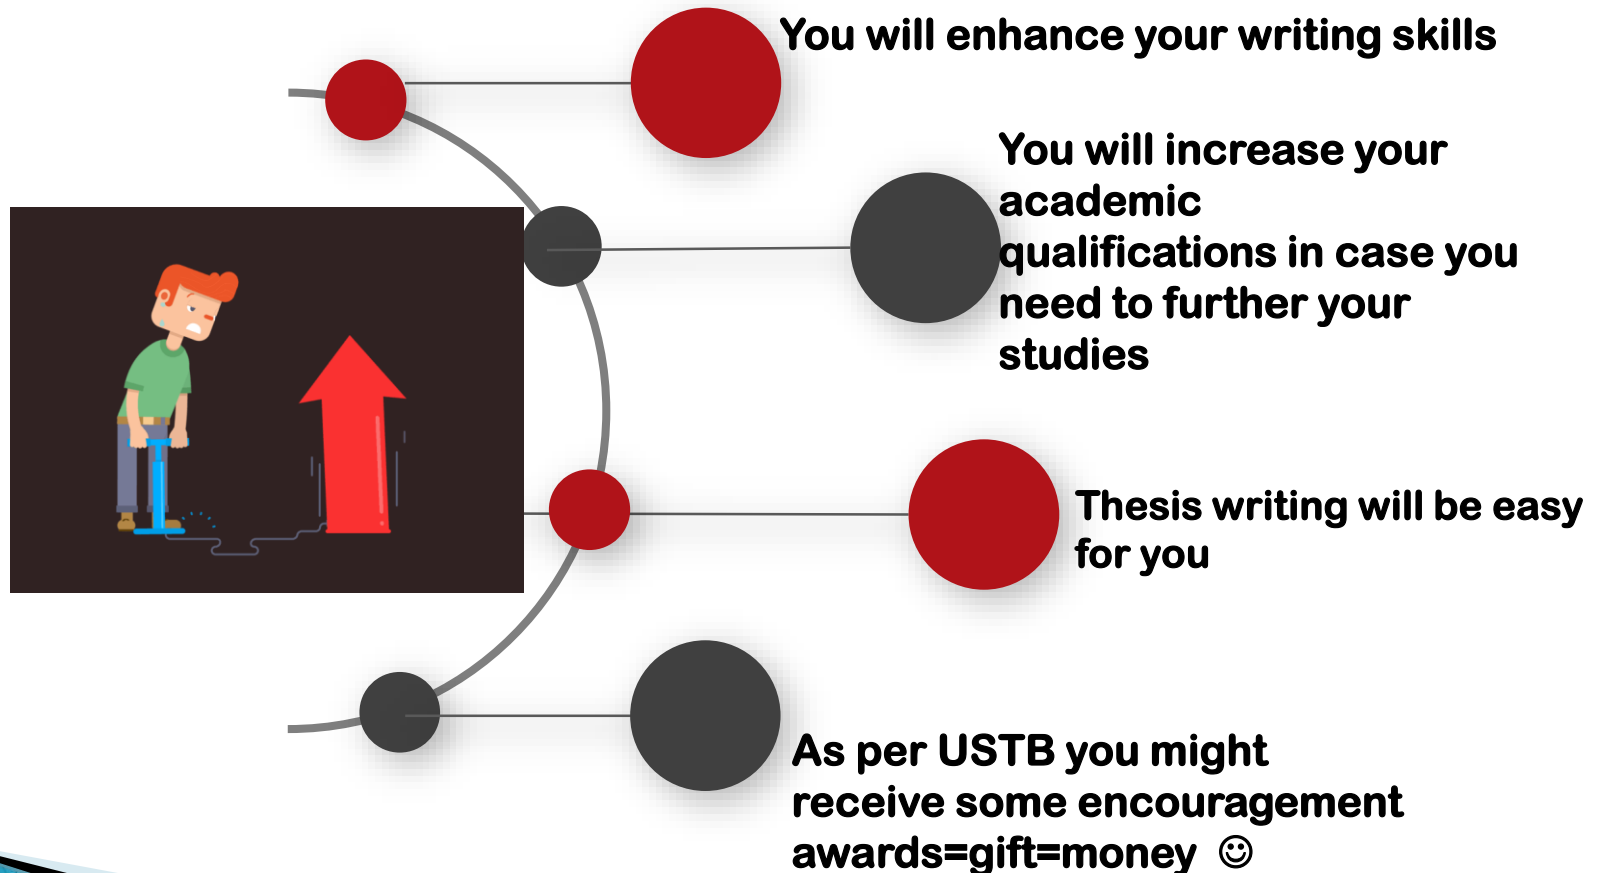 You will enhance your writing skills
You will increase your
academic
qualifications in case you
need to further your
studies
Thesis writing will be easy
for you
As per USTB you might
receive some encouragement
awards=gift=money ☺